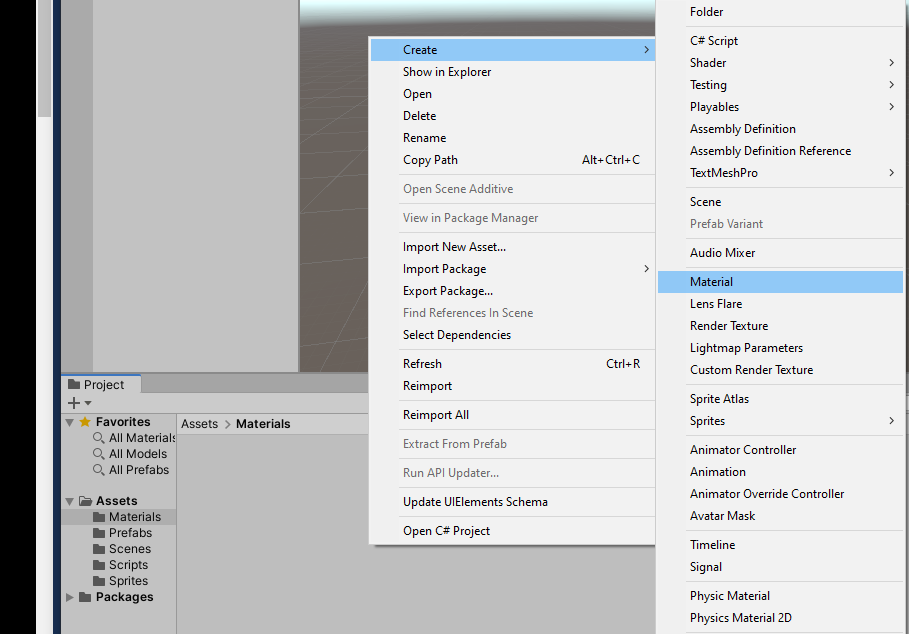 Create
Show in Explorer
Open
Delete
Rename
Copy Path Alt+Ctrl+C
Open Scene Additive
View in Package Manager
Import New Asset...
Import Package
Export Package...
Find References In Scene
Select Dependencies
Refresh Ctrl+R
Reimport
Reimport All
Extract From Prefab
Run API Updater...
Update UIElements Schema
Open C# Project
Folder
C# Script
Shader
Testing
Playables
Assembly Definition
Assembly Definition Reference
TextMeshPro
Scene
Prefab Variant
Audio Mixer
Material
Lens Flare
Render Texture
Lightmap Parameters
Custom Render Texture
Sprite Atlas
Sprites
Animator Controller
Animation
Animator Override Controller
Avatar Mask
Timeline
Signal
Physic Material
Physics Material 2D
Project
Favorites
All Materials
All Models
All Prefabs
Assets
Materials
Prefabs
Scenes
Scripts
Sprites
Packages
Assets > Materials